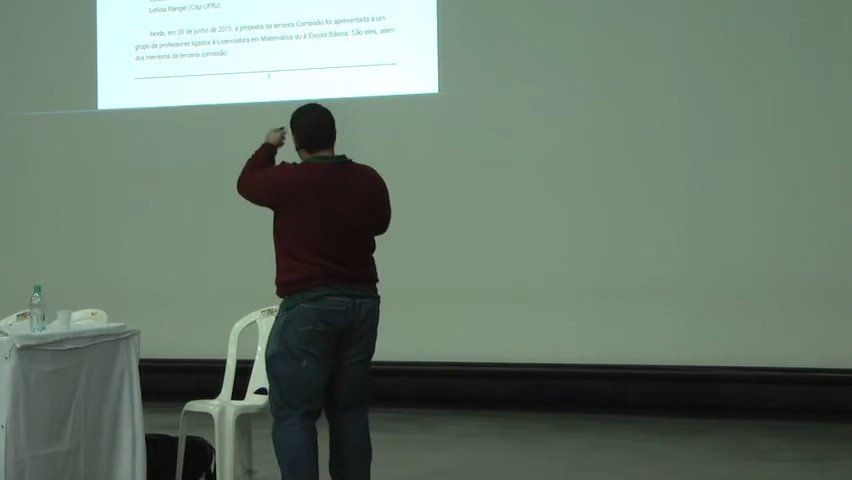 Letícia Rangel (CAp UFRJ)
Ainda, em 09 de junho de 2015, a proposta da terceira Comissão foi apresentada a um
grupo de professores ligados à Licenciatura em Matemática ou à Escola Básica. São eles, além
dos membros da terceira comissão.